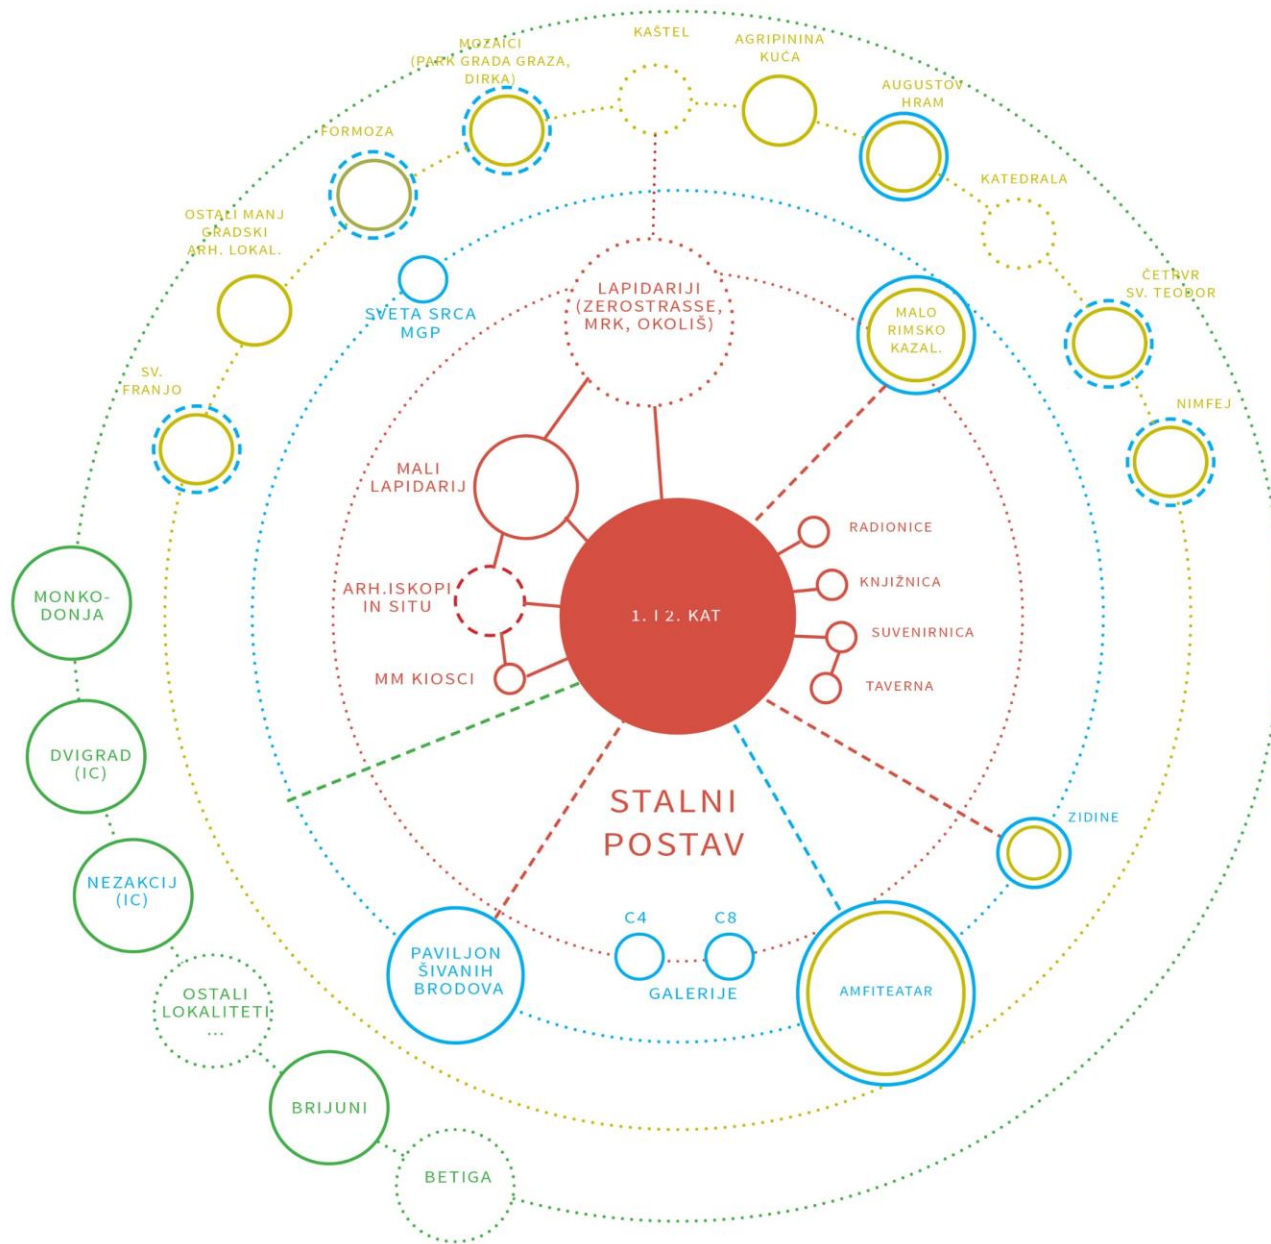 KAŠTEL
AGRIPININA
KUĆA
MOZAICI
(PARK GRADA GRAZA,
DIRKA)
AUGUSTOV
HRAM
FORMOZA
KATEDRALA
OSTALI MANJ
GRADSKI
ARH. LOKAL.
ČETRVR
SV. TEODOR
SVETA SRCA
MGP
LAPIDARIJI
(ZEROSTRASSE,
MRK, OKOLIŠ)
MALO
RIMSKO
KAZAL.
SV.
FRANJO
NIMFEJ
MALI
LAPIDARIJ
RADIONICE
ARH.ISKOPI
IN SITU
KNJIŽNICA
MONKO-
DONJA
1. I 2. KAT
SUVENIRNICA
MM KIOSCI
TAVERNA
DVIGRAD
(IC)
STALNI
POSTAV
ZIDINE
NEZAKCIJ
(IC)
C4
C8
GALERIJE
PAVILJON
ŠIVANIH
BRODOVA
AMFITEATAR
OSTALI
LOKALITETI
...
BRIJUNI
BETIGA